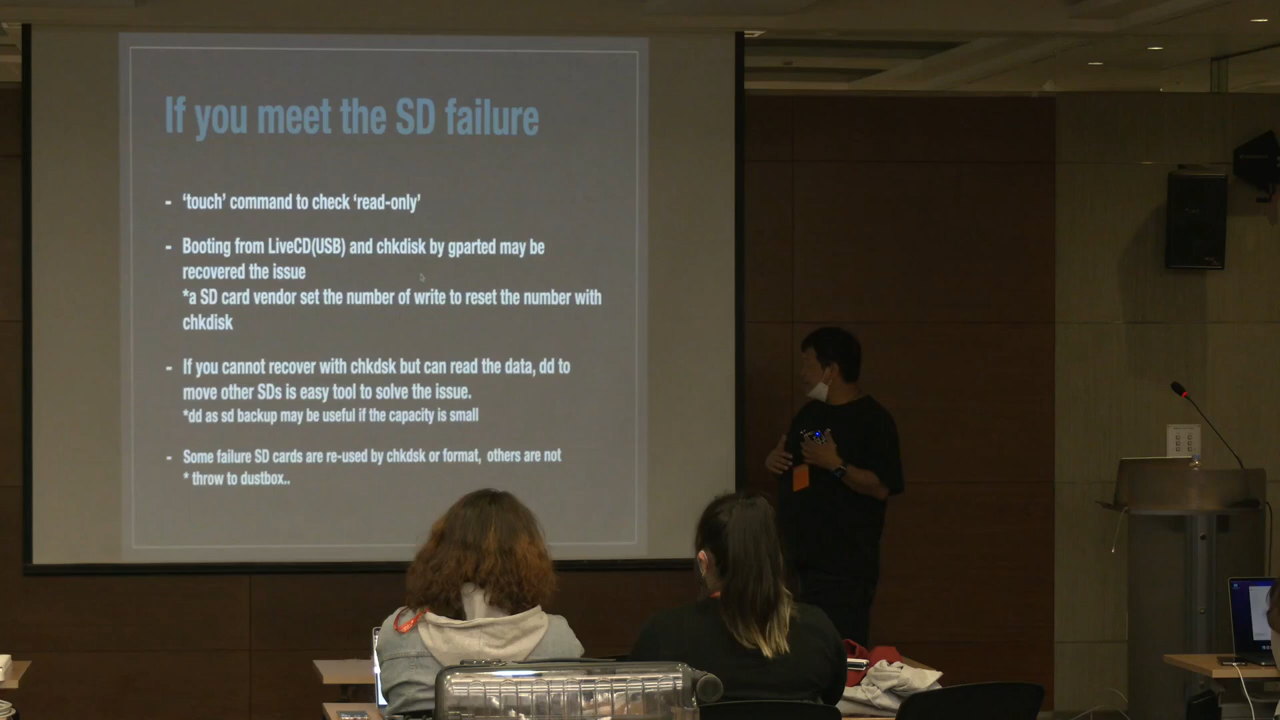 If you meet the SD failure
- ‘touch’ command to check ‘read-only’
- Booting from LiveCD(USB) and chkdisk by gparted may be
recovered the issue
*a SD card vendor set the number of write to reset the number with
chkdisk
- If you cannot recover with chkdsk but can read the data, dd to
move other SDs is easy tool to solve the issue.
*dd as sd backup may be useful if the capacity is small
- Some failure SD cards are re-used by chkdsk or format, others are not
* throw to dustbox..